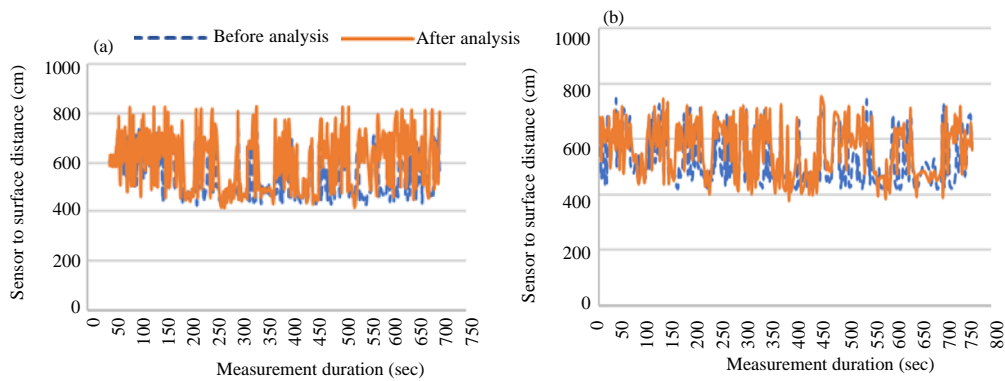 (a) Before analysis After analysis
Sensor to surface distance (cm)
1000
800
600
400
200
0
0 50 100 150 200 250 300 350 400 450 500 550 600 650 700 750
Measurement duration (sec)
(b)
Sensor to surface distance (cm)
1000
800
600
400
200
0
0 50 100 150 200 250 300 350 400 450 500 550 600 650 700 750 800
Measurement duration (sec)